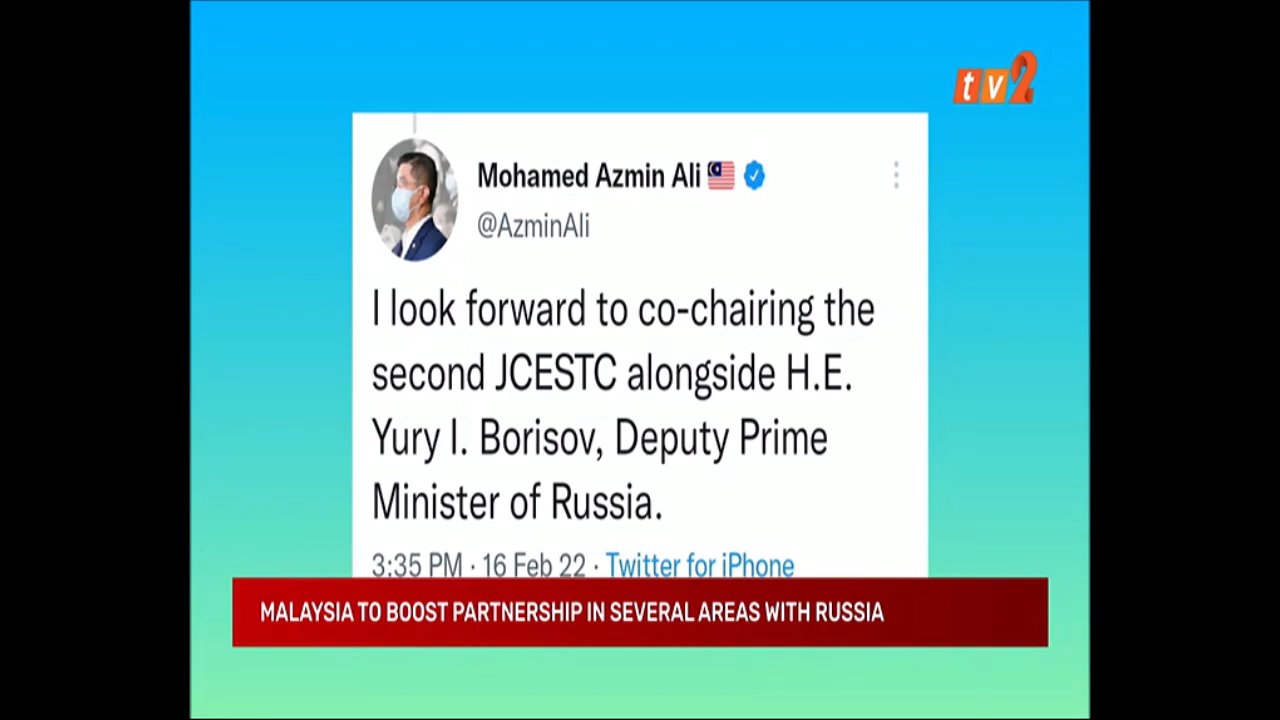 tv2
Mohamed Azmin Ali
@AzminAli
I look forward to co-chairing the
second JCESTC alongside H.E.
Yury I. Borisov, Deputy Prime
Minister of Russia.
3:35 PM · 16 Feb 22 · Twitter for iPhone
MALAYSIA TO BOOST PARTNERSHIP IN SEVERAL AREAS WITH RUSSIA